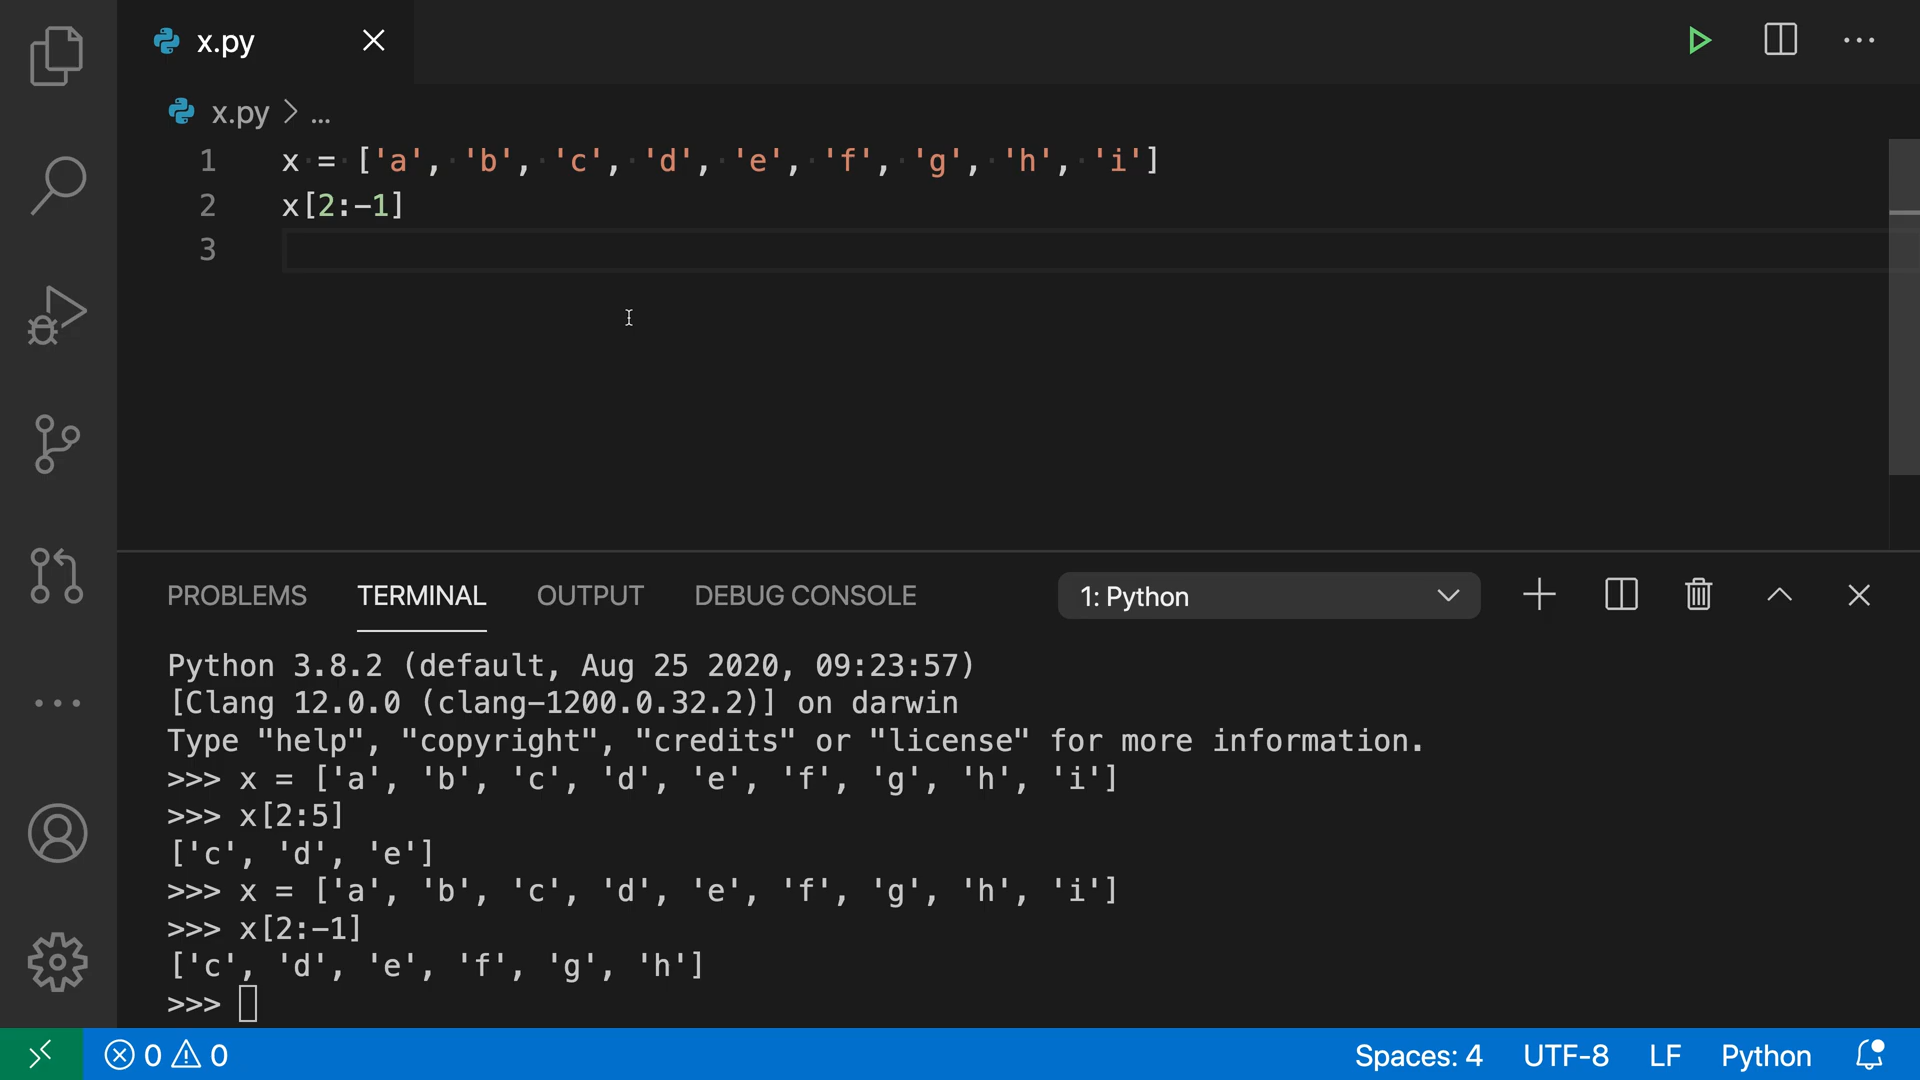 x.py
x.py > ...
1 x = ['a', 'b', 'c', 'd', 'e', 'f', 'g', 'h', 'i']
2 x[2:-1]
3
PROBLEMS TERMINAL OUTPUT DEBUG CONSOLE 1: Python
Python 3.8.2 (default, Aug 25 2020, 09:23:57)
[Clang 12.0.0 (clang-1200.0.32.2)] on darwin
Type "help", "copyright", "credits" or "license" for more information.
>>> x = ['a', 'b', 'c', 'd', 'e', 'f', 'g', 'h', 'i']
>>> x[2:5]
['c', 'd', 'e']
>>> x = ['a', 'b', 'c', 'd', 'e', 'f', 'g', 'h', 'i']
>>> x[2:-1]
['c', 'd', 'e', 'f', 'g', 'h']
>>>
0 0 Spaces: 4 UTF-8 LF Python